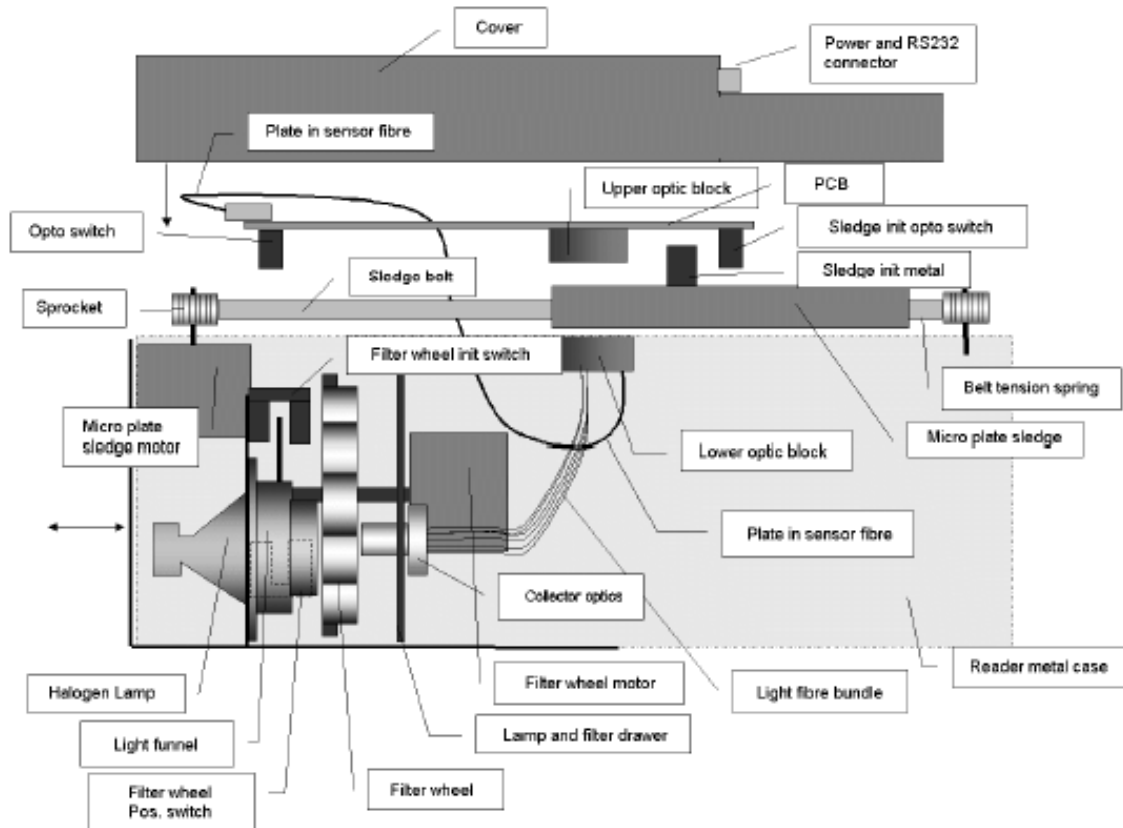 Cover
Power and RS232
connector
Plate in sensor fibre
Upper optic block
PCB
Opto switch
Sledge init opto switch
Sledge belt
Sledge init metal
Sprocket
Filter wheel init switch
Belt tension spring
Micro plate
sledge motor
Lower optic block
Micro plate sledge
Plate in sensor fibre
Collector optics
Reader metal case
Halogen Lamp
Filter wheel motor
Light fibre bundle
Light funnel
Lamp and filter drawer
Filter wheel
Pos. switch
Filter wheel